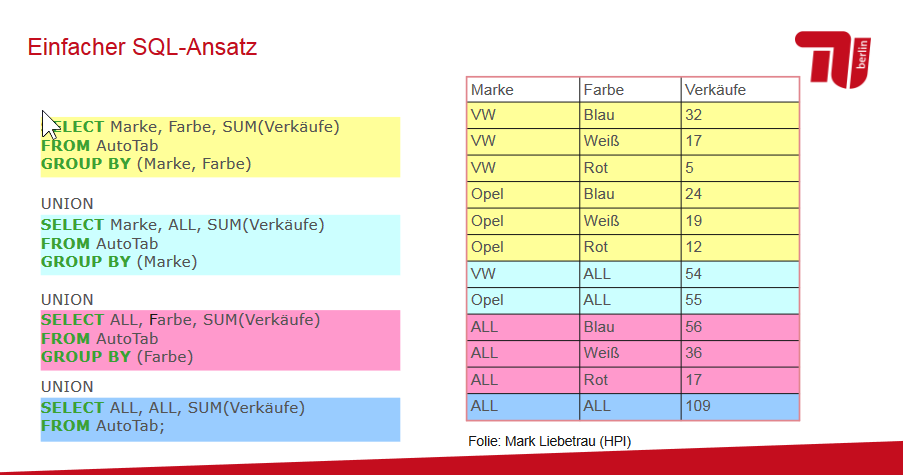 Einfacher SQL-Ansatz
berlin
SELECT Marke, Farbe, SUM(Verkäufe)
FROM AutoTab
GROUP BY (Marke, Farbe)
UNION
SELECT Marke, ALL, SUM(Verkäufe)
FROM AutoTab
GROUP BY (Marke)
UNION
SELECT ALL, Farbe, SUM(Verkäufe)
FROM AutoTab
GROUP BY (Farbe)
UNION
SELECT ALL, ALL, SUM(Verkäufe)
FROM AutoTab;
Marke Farbe Verkäufe
VW Blau 32
VW Weiß 17
VW Rot 5
Opel Blau 24
Opel Weiß 19
Opel Rot 12
VW ALL 54
Opel ALL 55
ALL Blau 56
ALL Weiß 36
ALL Rot 17
ALL ALL 109
Folie: Mark Liebetrau (HPI)